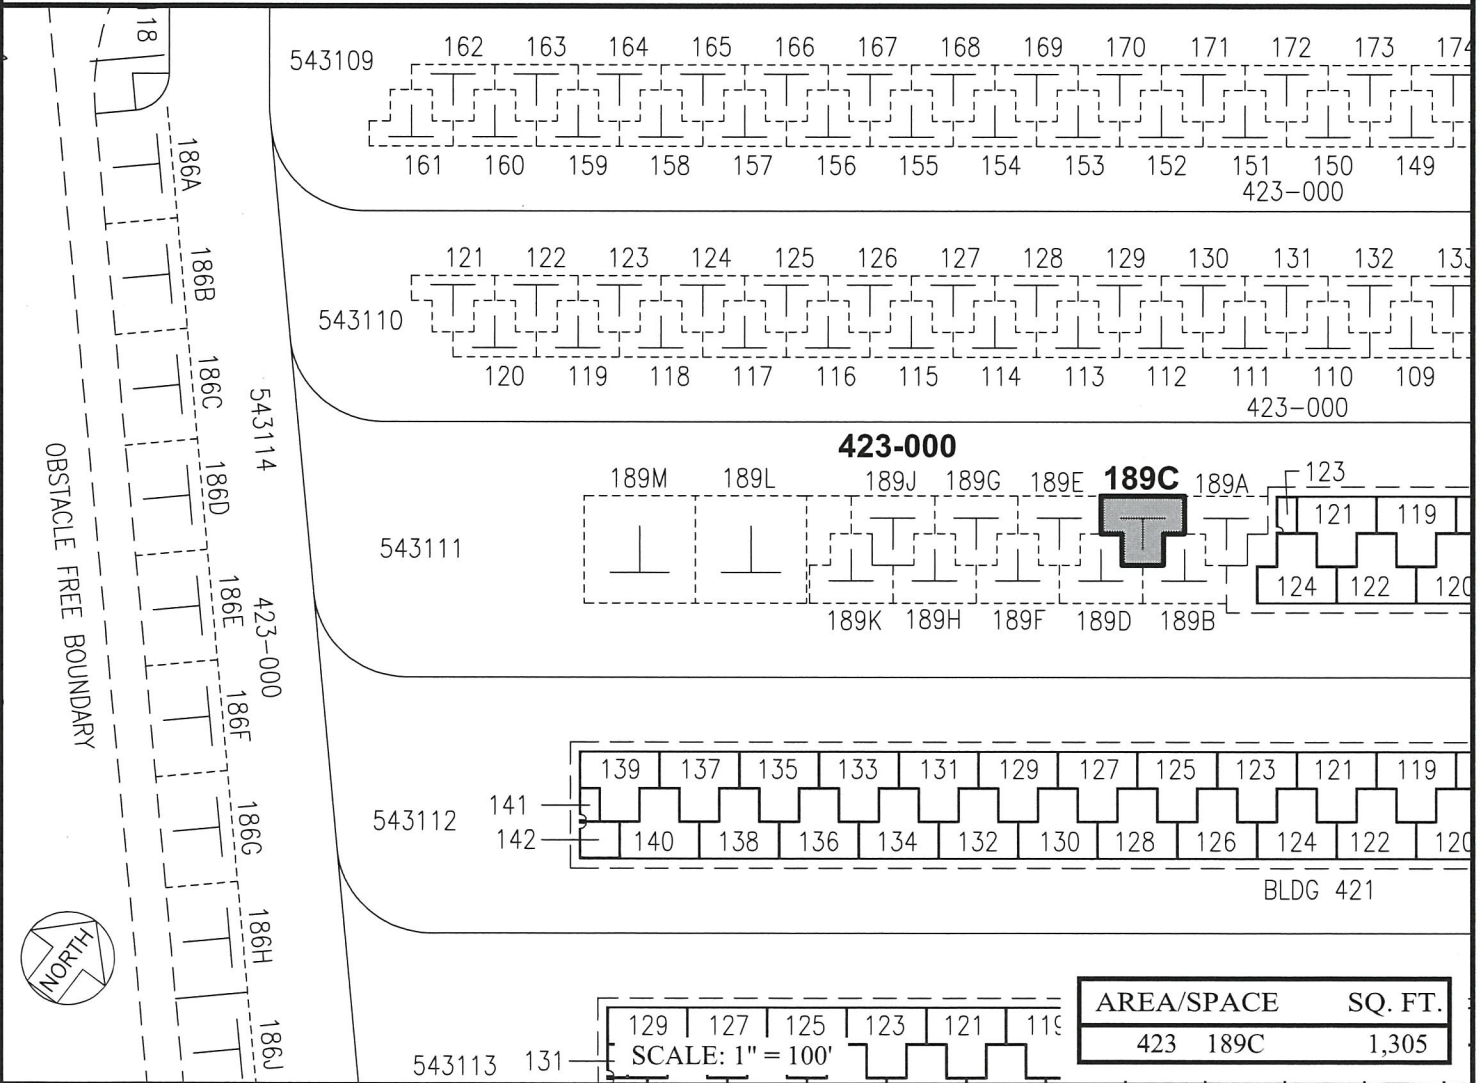 18
543109
162 163 164 165 166 167 168 169 170 171 172 173 174
161 160 159 158 157 156 155 154 153 152 151 150 149
423-000
186A
186B
186C
186D
186E
186F
186G
186H
186J
543114
423-000
OBSTACLE FREE BOUNDARY
121 122 123 124 125 126 127 128 129 130 131 132 133
543110
120 119 118 117 116 115 114 113 112 111 110 109
423-000
423-000
189M 189L 189J 189G 189E 189C 189A 123
121 119
543111
124 122 120
189K 189H 189F 189D 189B
139 137 135 133 131 129 127 125 123 121 119
141
543112
142 140 138 136 134 132 130 128 126 124 122 120
BLDG 421
NORTH
129 127 125 123 121 119
543113 131
SCALE: 1" = 100'
AREA/SPACE SQ. FT.
423 189C 1,305